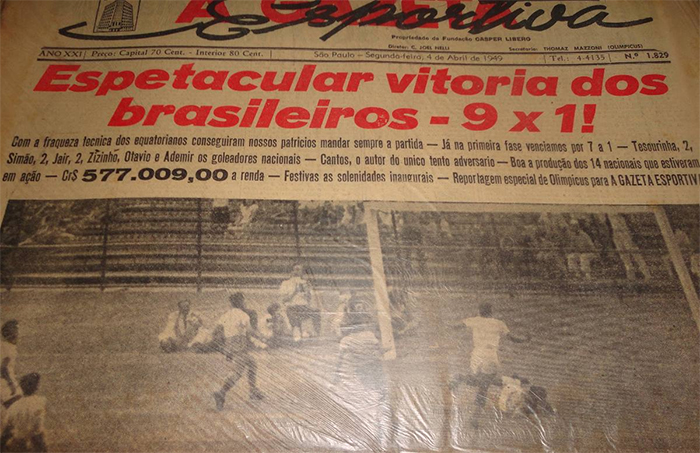 A GAZETA
Esportiva
Propriedade da Fundação CASPER LIBERO
Diretor: C. JOEL NELLI Secretario: THOMAZ MAZZONI (OLIMPICUS)
ANO XXI Preço: Capital 70 Cent. - Interior 80 Cent. São Paulo — Segunda-feira, 4 de Abril de 1949 Tel.: 4-4135 N.º 1.829
Espetacular vitoria dos
brasileiros - 9 x 1!
Com a fraqueza tecnica dos equatorianos conseguiram nossos patricios mandar sempre a partida — Já na primeira fase venciamos por 7 a 1 — Tesourinha, 2,
Simão, 2, Jair, 2, Zizinho, Otavio e Ademir os goleadores nacionais — Cantos, o autor do unico tento adversario — Boa a produção dos 14 nacionais que estiveram
em ação — Cr$ 577.009,00 a renda — Festivas as solenidades inaugurais — Reportagem especial de Olimpicus para A GAZETA ESPORTIV